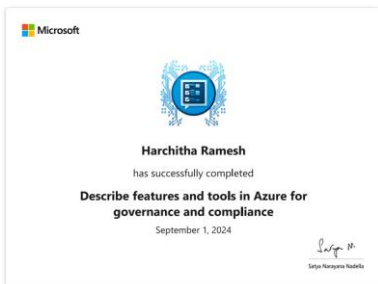 Microsoft
Harchitha Ramesh
has successfully completed
Describe features and tools in Azure for
governance and compliance
September 1, 2024
Satya N.
Satya Narayana Nadella